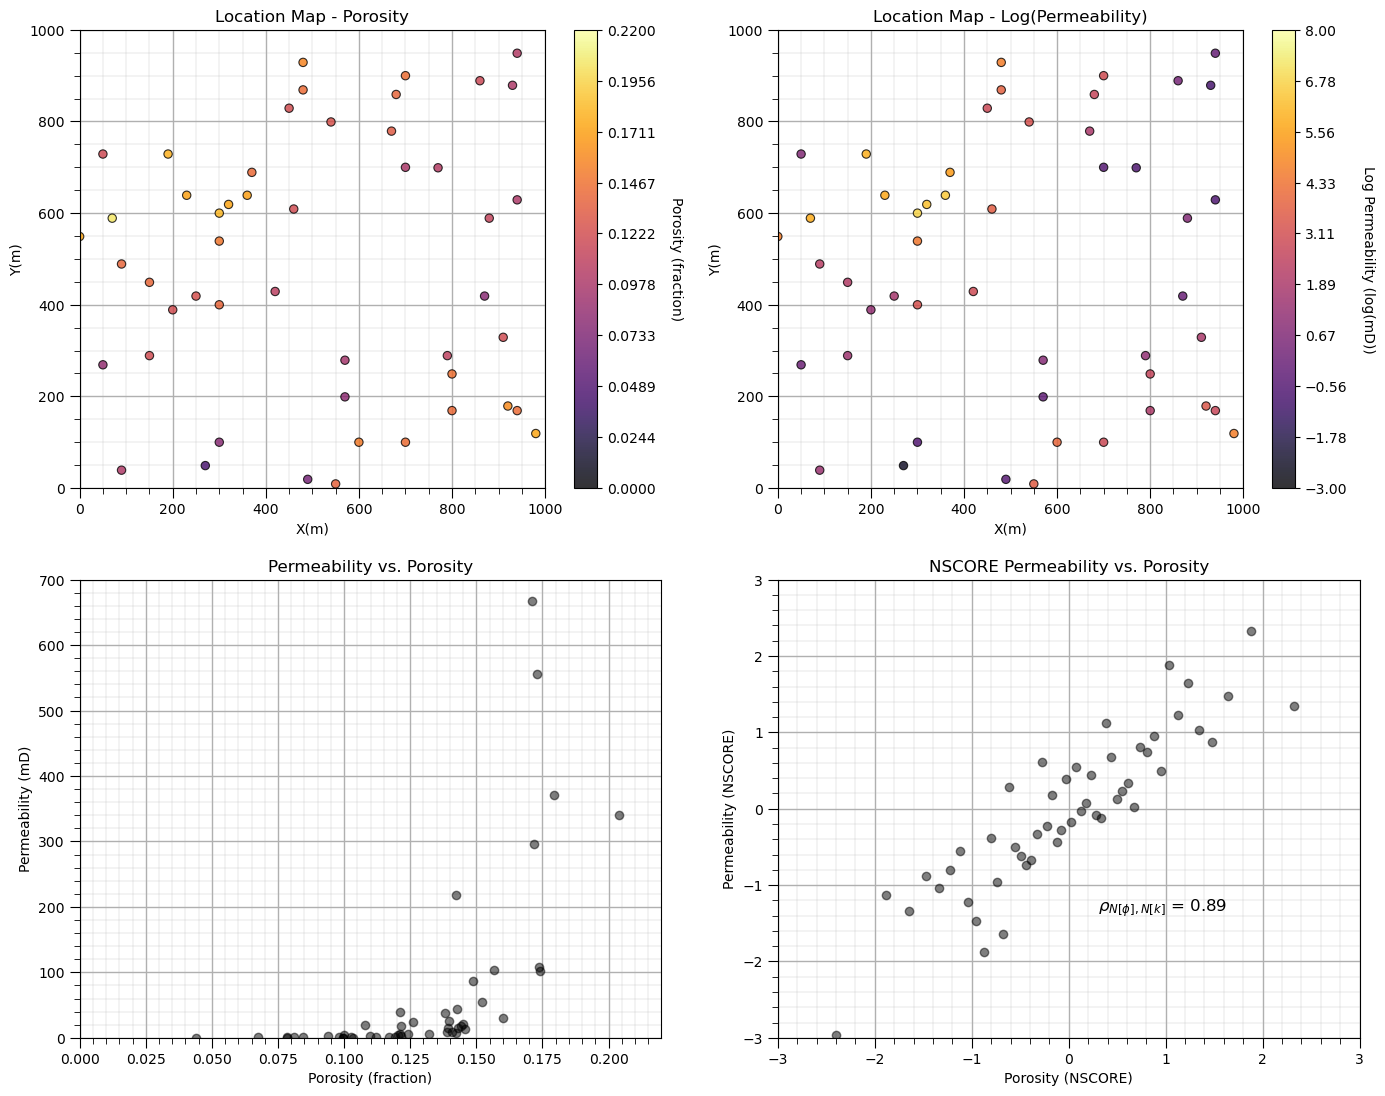 Location Map - Porosity
1000
800
600
400
200
0
Y(m)
0 200 400 600 800 1000
X(m)
0.2200
0.1956
0.1711
0.1467
0.1222
0.0978
0.0733
0.0489
0.0244
0.0000
Porosity (fraction)
Location Map - Log(Permeability)
1000
800
600
400
200
0
Y(m)
0 200 400 600 800 1000
X(m)
8.00
6.78
5.56
4.33
3.11
1.89
0.67
−0.56
−1.78
−3.00
Log Permeability (log(mD))
Permeability vs. Porosity
700
600
500
400
300
200
100
0
Permeability (mD)
0.000 0.025 0.050 0.075 0.100 0.125 0.150 0.175 0.200
Porosity (fraction)
NSCORE Permeability vs. Porosity
3
2
1
0
−1
−2
−3
Permeability (NSCORE)
ρN[ϕ], N[k] = 0.89
−3 −2 −1 0 1 2 3
Porosity (NSCORE)